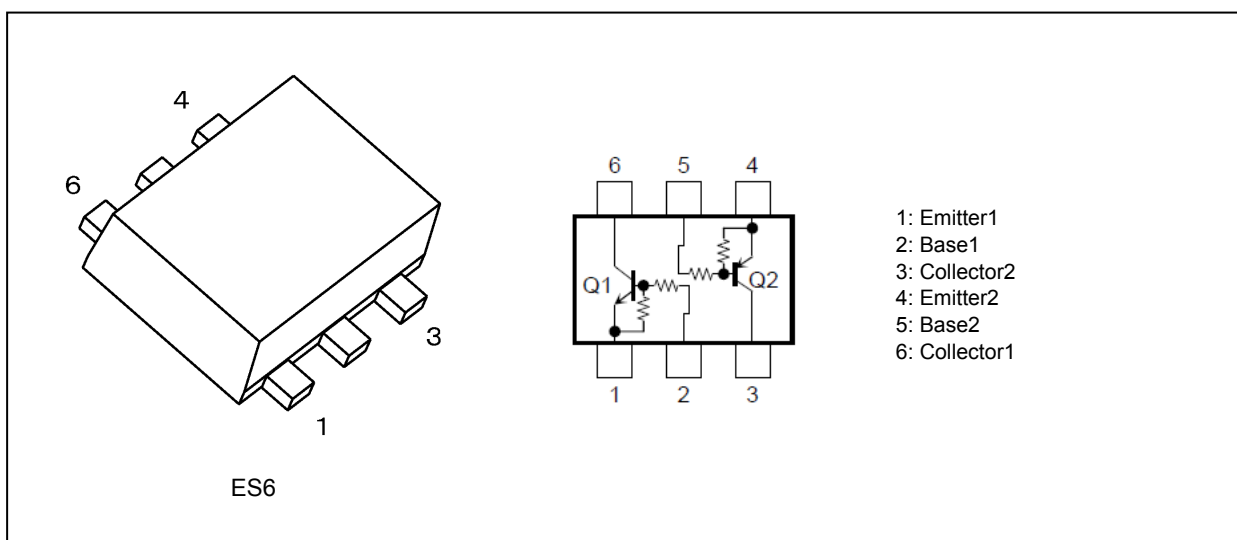 4
6
3
1
ES6
6 5 4
Q1 Q2
1 2 3
1: Emitter1
2: Base1
3: Collector2
4: Emitter2
5: Base2
6: Collector1